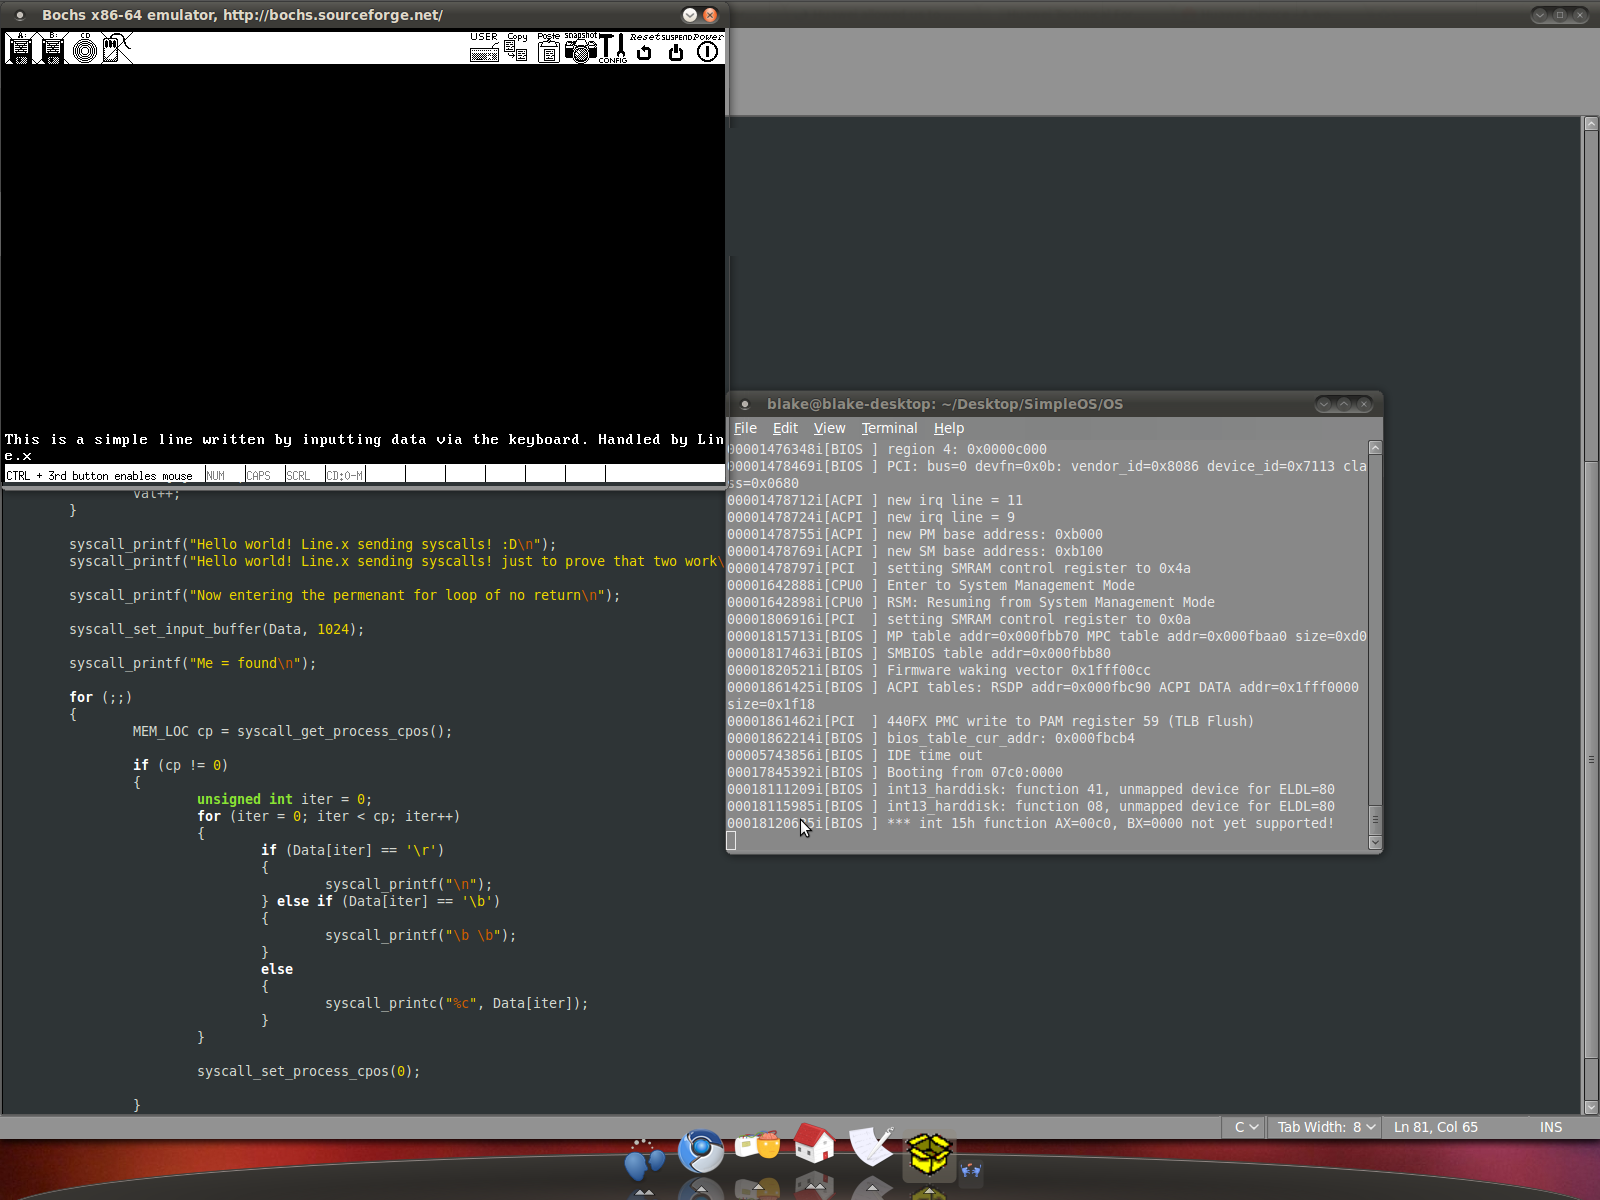 Bochs x86-64 emulator, http://bochs.sourceforge.net/
A: B: CD USER Copy Paste snapshot CONFIG Reset SUSPEND Power
This is a simple line written by inputting data via the keyboard. Handled by Lin
e.x
CTRL + 3rd button enables mouse NUM CAPS SCRL CD:0-M
val++;
}
syscall_printf("Hello world! Line.x sending syscalls! :D\n");
syscall_printf("Hello world! Line.x sending syscalls! just to prove that two work\
syscall_printf("Now entering the permenant for loop of no return\n");
syscall_set_input_buffer(Data, 1024);
syscall_printf("Me = found\n");
for (;;)
{
MEM_LOC cp = syscall_get_process_cpos();
if (cp != 0)
{
unsigned int iter = 0;
for (iter = 0; iter < cp; iter++)
{
if (Data[iter] == '\r')
{
syscall_printf("\n");
} else if (Data[iter] == '\b')
{
syscall_printf("\b \b");
}
else
{
syscall_printc("%c", Data[iter]);
}
}
syscall_set_process_cpos(0);
}
blake@blake-desktop: ~/Desktop/SimpleOS/OS
File Edit View Terminal Help
00001476348i[BIOS ] region 4: 0x0000c000
00001478469i[BIOS ] PCI: bus=0 devfn=0x0b: vendor_id=0x8086 device_id=0x7113 cla
ss=0x0680
00001478712i[ACPI ] new irq line = 11
00001478724i[ACPI ] new irq line = 9
00001478755i[ACPI ] new PM base address: 0xb000
00001478769i[ACPI ] new SM base address: 0xb100
00001478797i[PCI  ] setting SMRAM control register to 0x4a
00001642888i[CPU0 ] Enter to System Management Mode
00001642898i[CPU0 ] RSM: Resuming from System Management Mode
00001806916i[PCI  ] setting SMRAM control register to 0x0a
00001815713i[BIOS ] MP table addr=0x000fbb70 MPC table addr=0x000fbaa0 size=0xd0
00001817463i[BIOS ] SMBIOS table addr=0x000fbb80
00001820521i[BIOS ] Firmware waking vector 0x1fff00cc
00001861425i[BIOS ] ACPI tables: RSDP addr=0x000fbc90 ACPI DATA addr=0x1fff0000
size=0x1f18
00001861462i[PCI  ] 440FX PMC write to PAM register 59 (TLB Flush)
00001862214i[BIOS ] bios_table_cur_addr: 0x000fbcb4
00005743856i[BIOS ] IDE time out
00017845392i[BIOS ] Booting from 07c0:0000
00018111209i[BIOS ] int13_harddisk: function 41, unmapped device for ELDL=80
00018115985i[BIOS ] int13_harddisk: function 08, unmapped device for ELDL=80
[BIOS ] *** int 15h function AX=00c0, BX=0000 not yet supported!
C Tab Width: 8 Ln 81, Col 65 INS